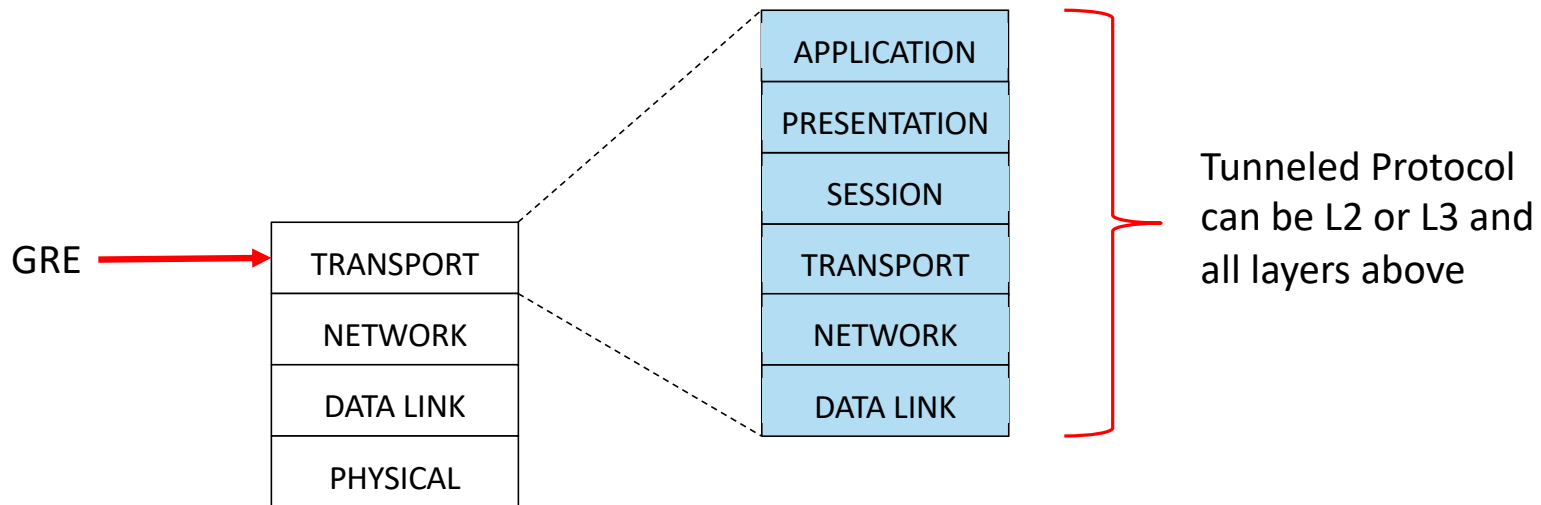 GRE
TRANSPORT
NETWORK
DATA LINK
PHYSICAL
APPLICATION
PRESENTATION
SESSION
TRANSPORT
NETWORK
DATA LINK
Tunneled Protocol
can be L2 or L3 and
all layers above